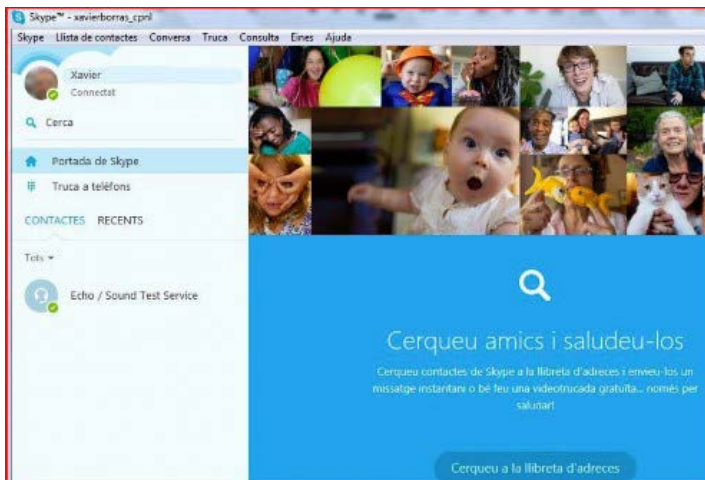 Skype™ - xavierborras_cpnl
Skype Llista de contactes Conversa Truca Consulta Eines Ajuda
Xavier
Connectat
Cerca
Portada de Skype
Truca a telèfons
CONTACTES RECENTS
Tots
Echo / Sound Test Service
Cerqueu amics i saludeu-los
Cerqueu contactes de Skype a la llibreta d'adreces i envieu-los un
missatge instantani o bé feu una videotrucada gratuïta... només per
saludar!
Cerqueu a la llibreta d'adreces